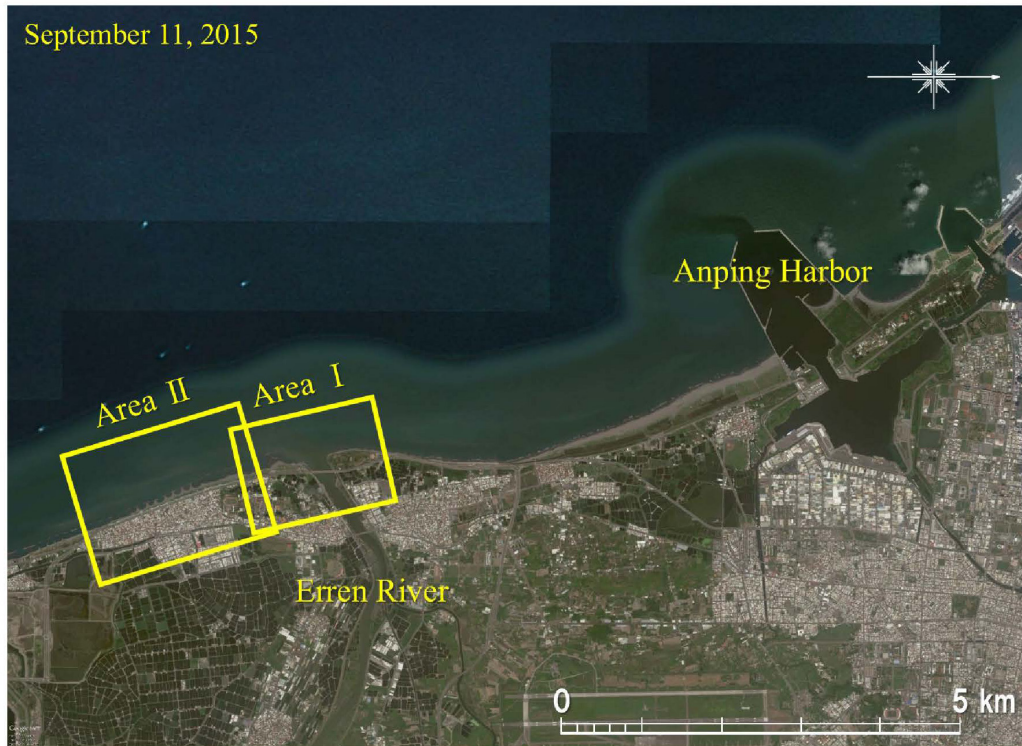 September 11, 2015
Anping Harbor
Area II
Area I
Erren River
0
5 km